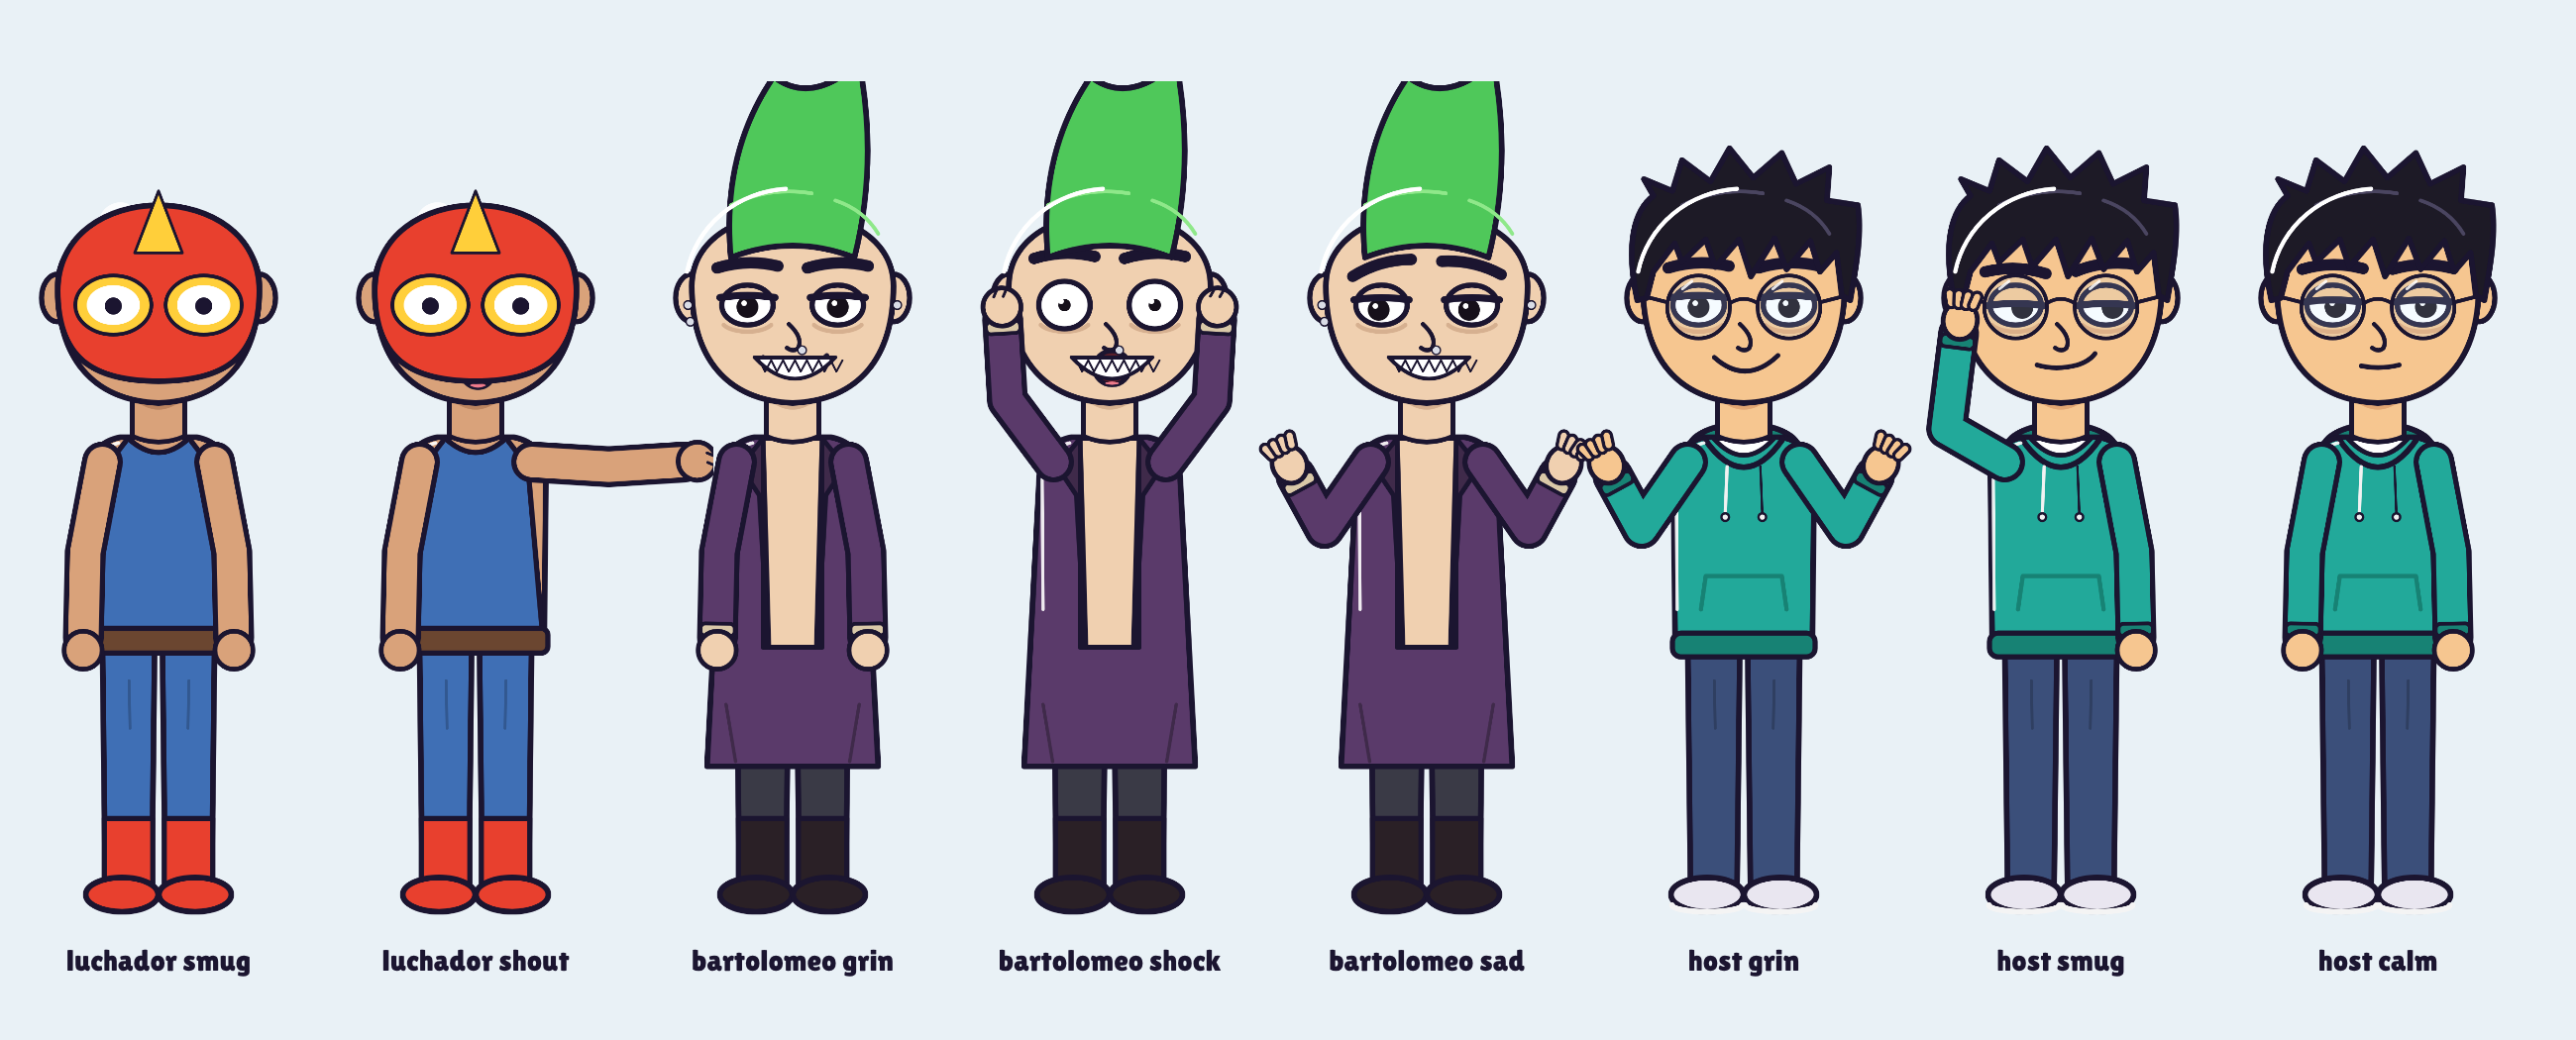 luchador smug
luchador shout
bartolomeo grin
bartolomeo shock
bartolomeo sad
host grin
host smug
host calm